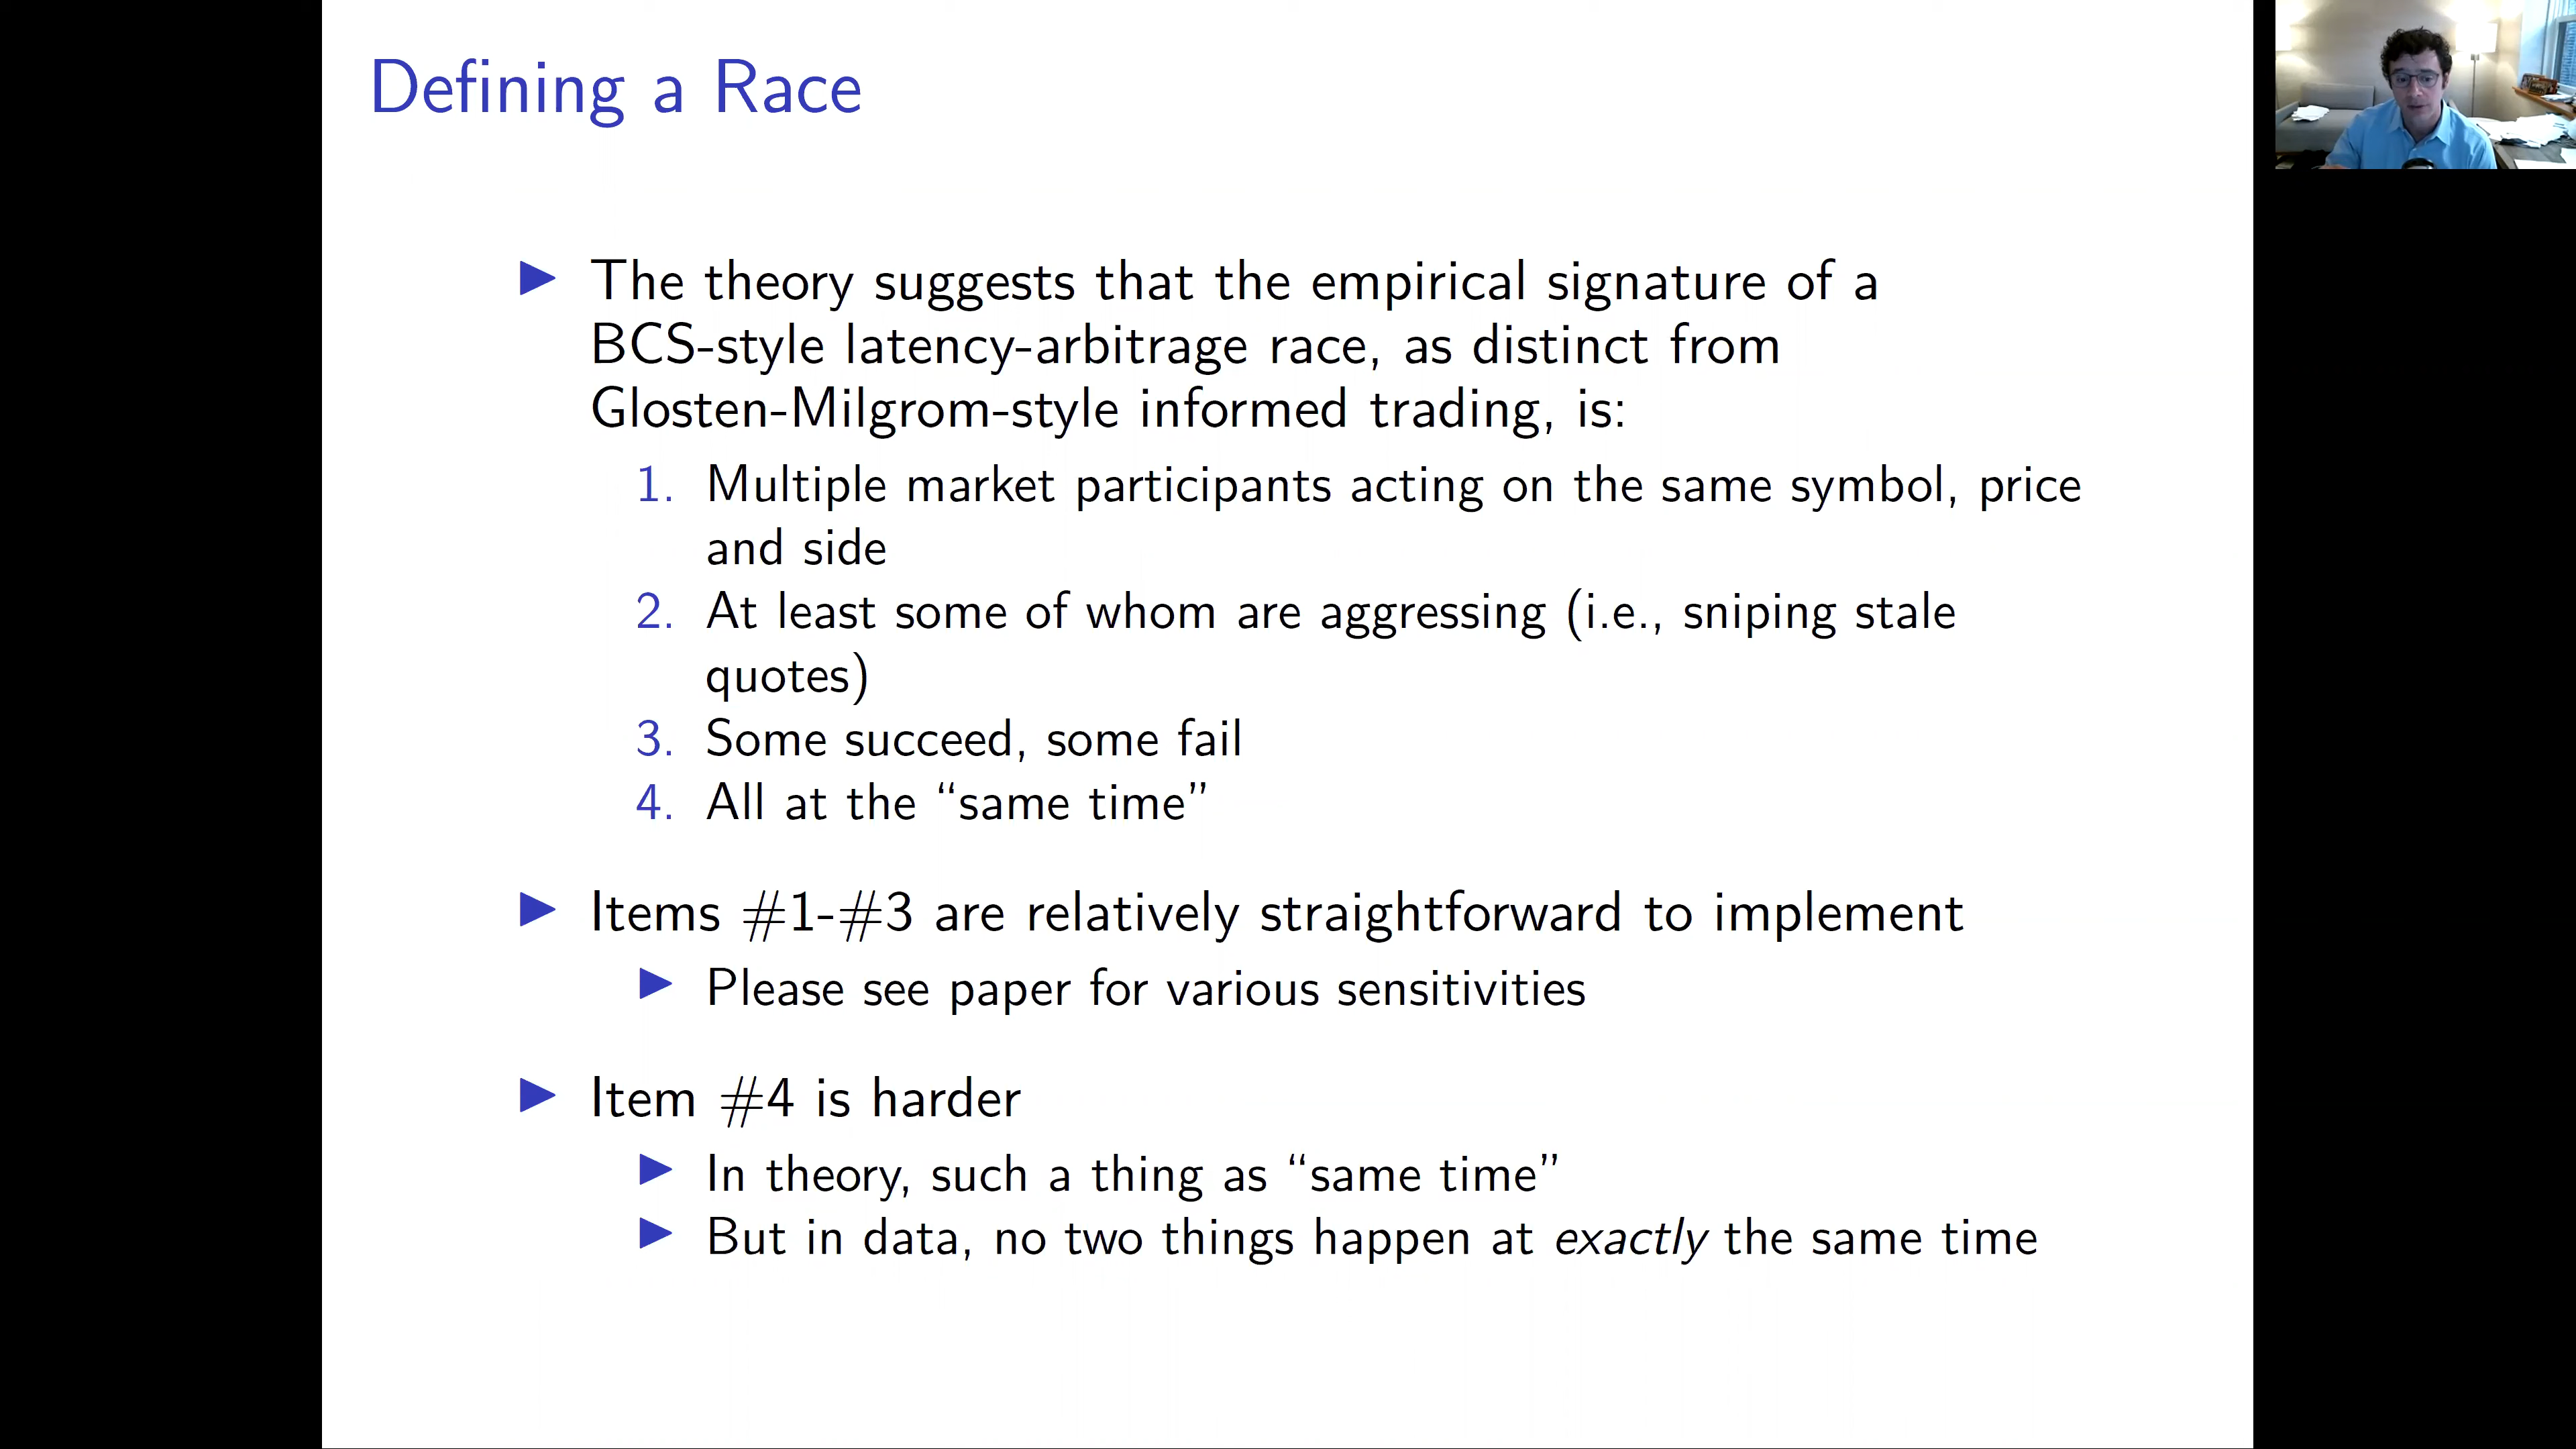 Defining a Race
▶ The theory suggests that the empirical signature of a
BCS-style latency-arbitrage race, as distinct from
Glosten-Milgrom-style informed trading, is:
1. Multiple market participants acting on the same symbol, price
and side
2. At least some of whom are aggressing (i.e., sniping stale
quotes)
3. Some succeed, some fail
4. All at the “same time”
▶ Items #1-#3 are relatively straightforward to implement
▶ Please see paper for various sensitivities
▶ Item #4 is harder
▶ In theory, such a thing as “same time”
▶ But in data, no two things happen at exactly the same time